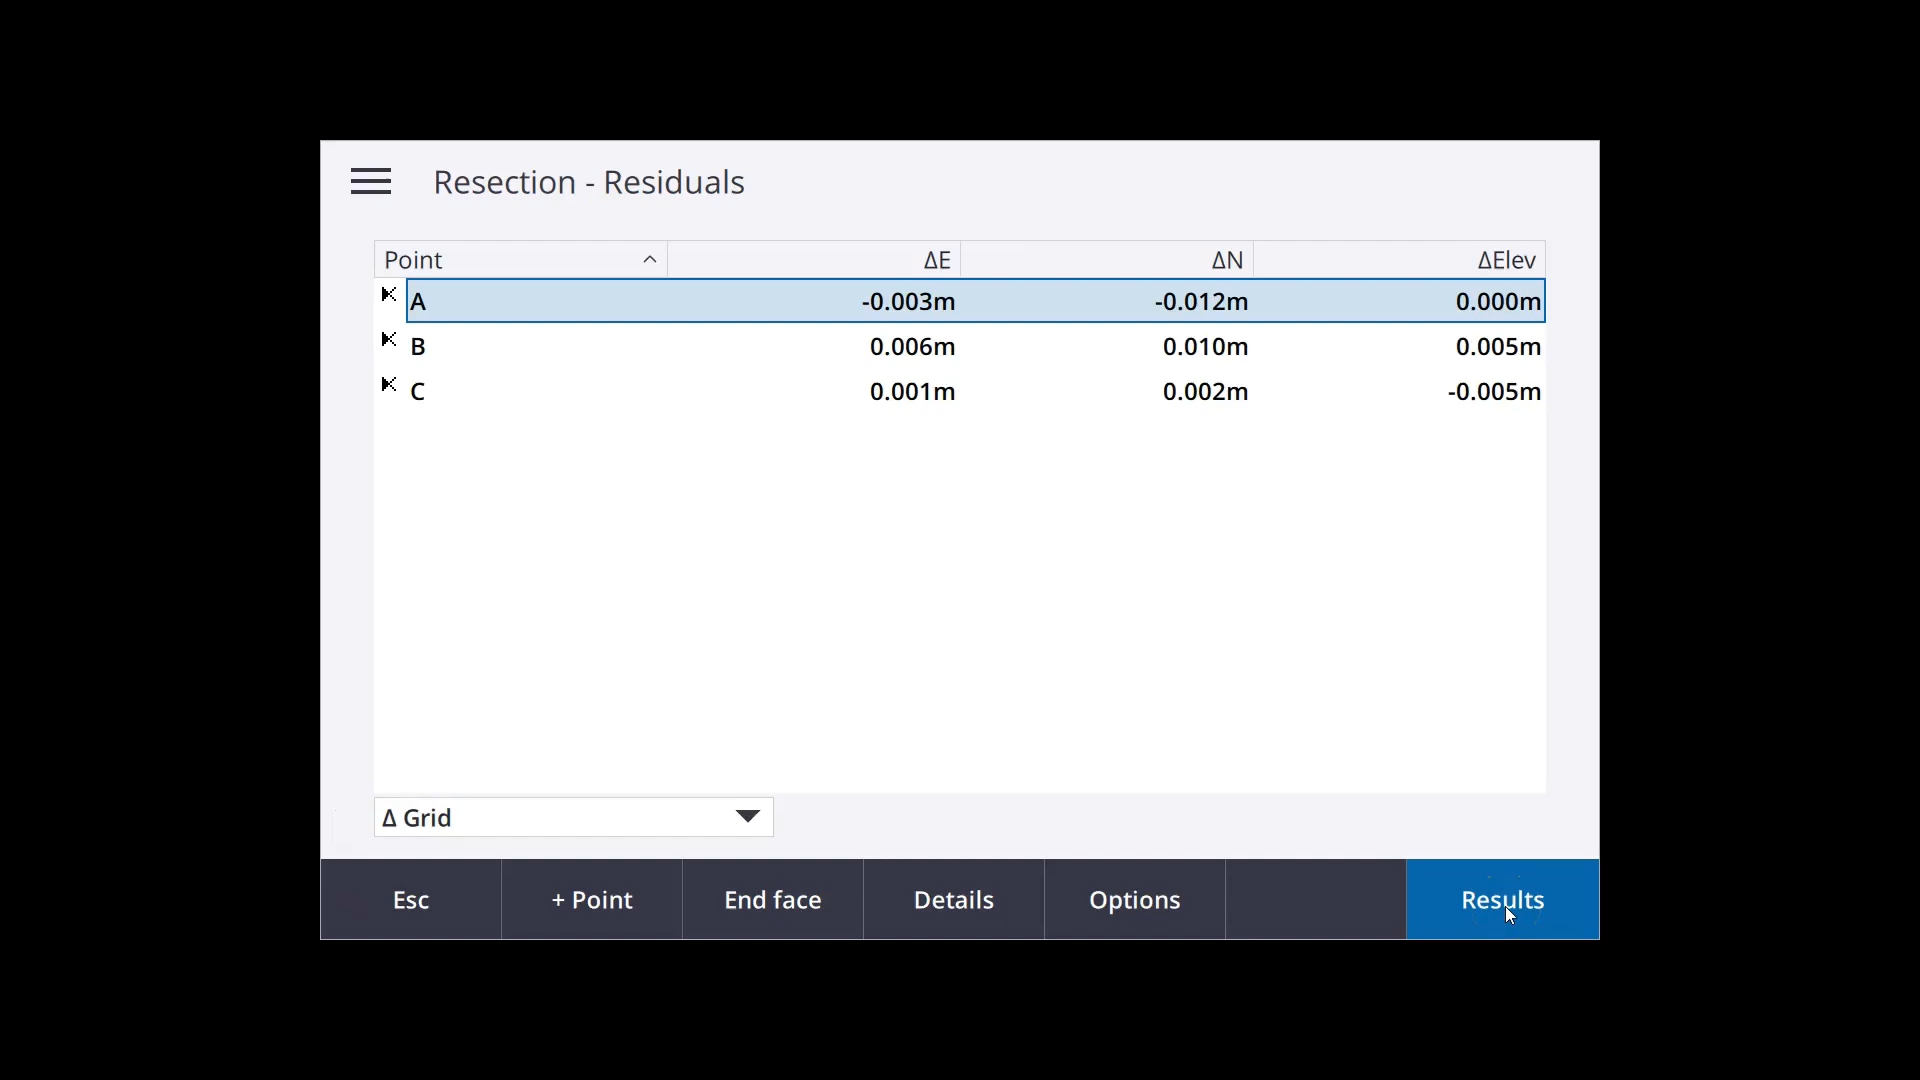 Resection - Residuals
Point ΔE ΔN ΔElev
A -0.003m -0.012m 0.000m
B 0.006m 0.010m 0.005m
C 0.001m 0.002m -0.005m
Δ Grid
Esc + Point End face Details Options Results